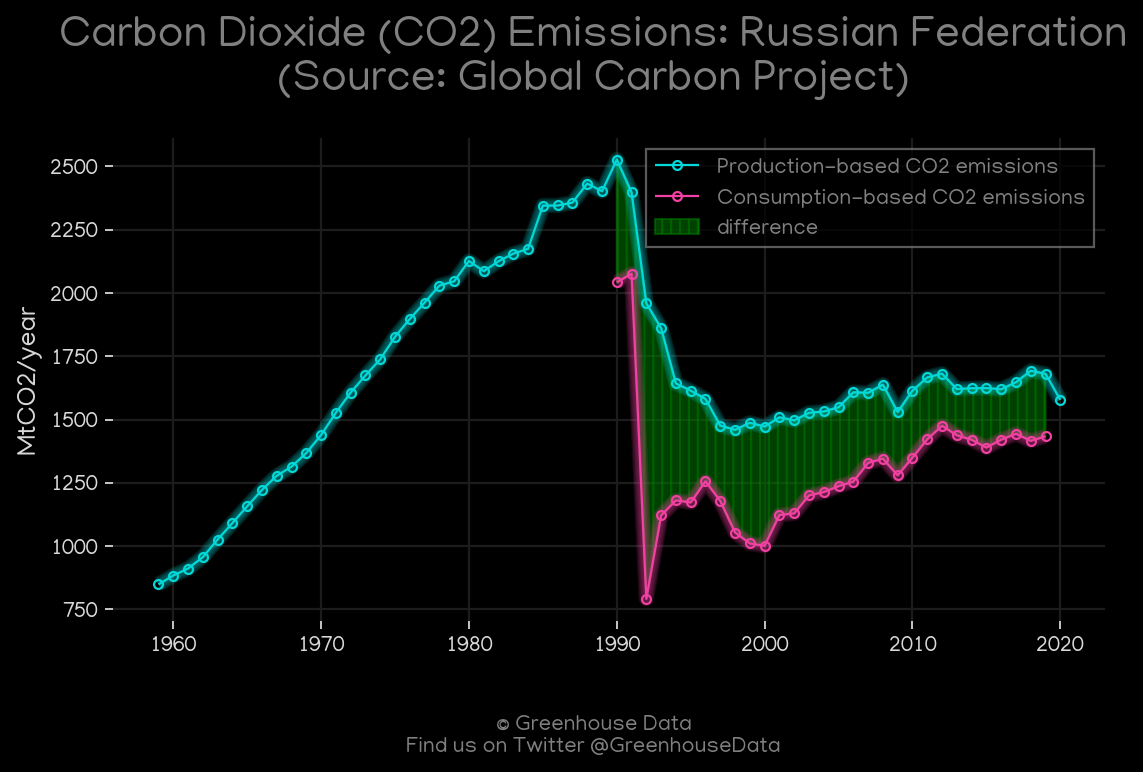 Carbon Dioxide (CO2) Emissions: Russian Federation
(Source: Global Carbon Project)
Production-based CO2 emissions
Consumption-based CO2 emissions
difference
MtCO2/year
2500
2250
2000
1750
1500
1250
1000
750
1960 1970 1980 1990 2000 2010 2020
© Greenhouse Data
Find us on Twitter @GreenhouseData